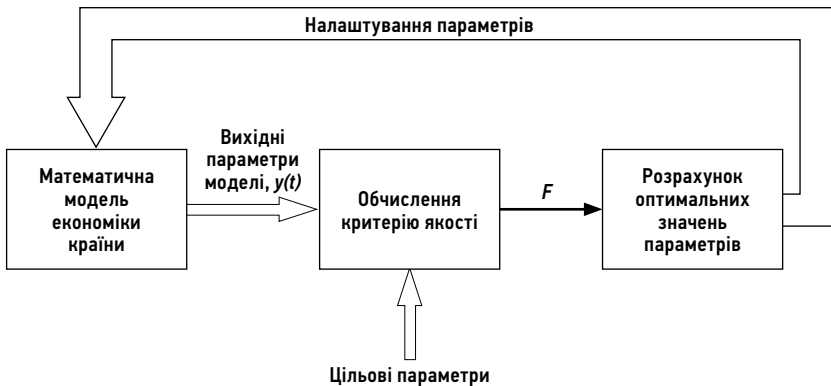 Налаштування параметрів
Вихідні
параметри
моделі, y(t)
Математична
модель
економіки
країни
Обчислення
критерію якості
F
Розрахунок
оптимальних
значень
параметрів
Цільові параметри